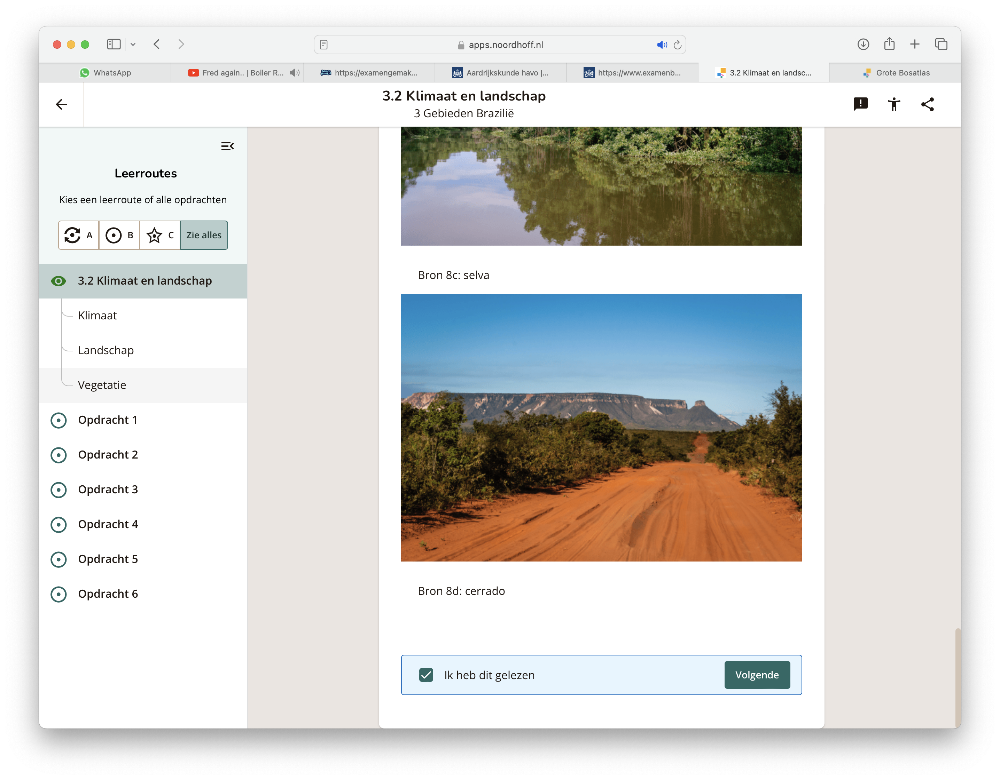 apps.noordhoff.nl
WhatsApp
Fred again.. | Boiler R...
https://examengemak...
Aardrijkskunde havo |...
https://www.examenb...
3.2 Klimaat en landsc...
Grote Bosatlas
3.2 Klimaat en landschap
3 Gebieden Brazilië
Leerroutes
Kies een leerroute of alle opdrachten
A
B
C
Zie alles
3.2 Klimaat en landschap
Klimaat
Landschap
Vegetatie
Opdracht 1
Opdracht 2
Opdracht 3
Opdracht 4
Opdracht 5
Opdracht 6
Bron 8c: selva
Bron 8d: cerrado
Ik heb dit gelezen
Volgende